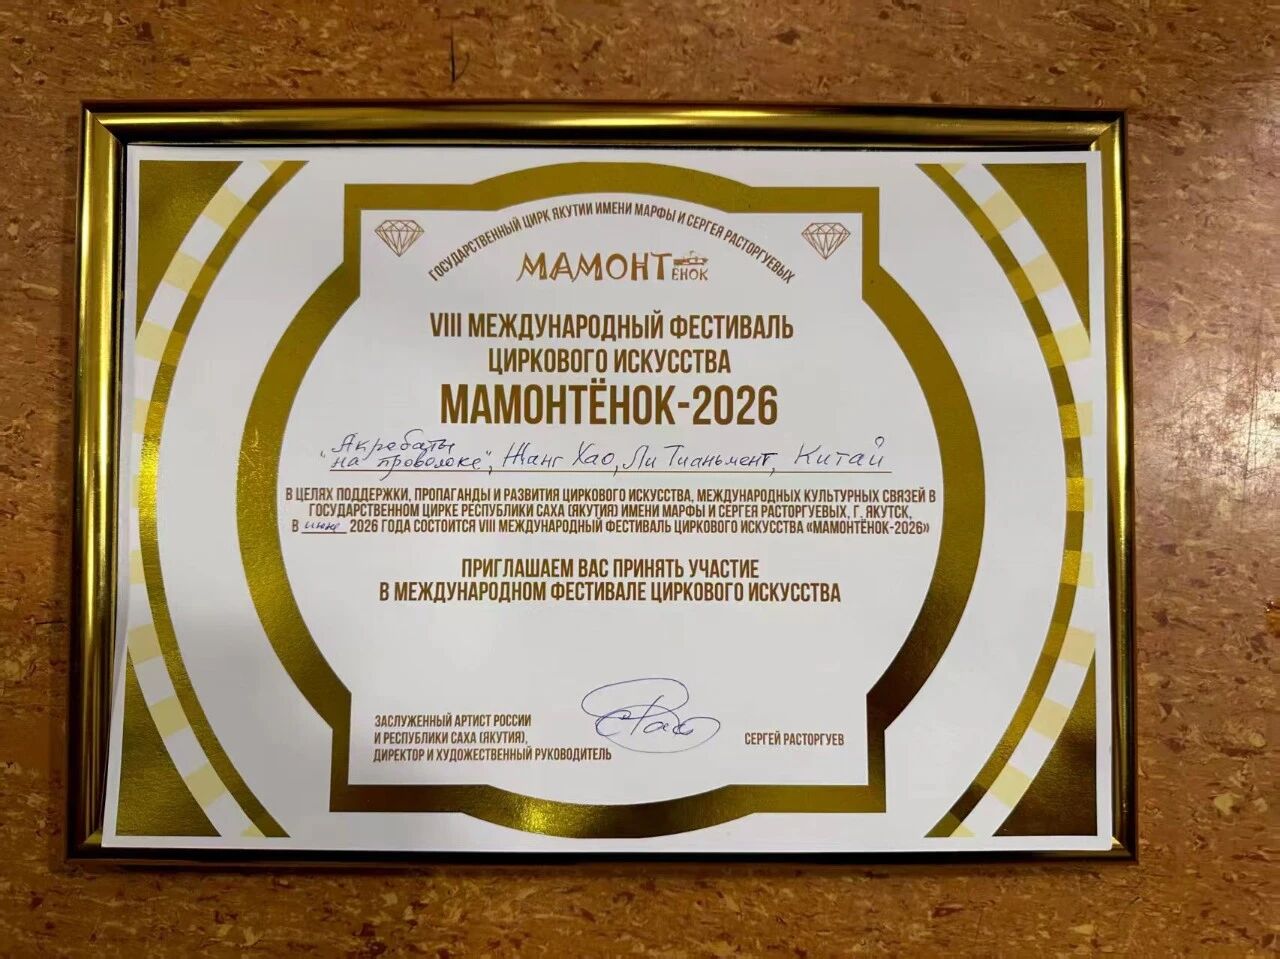 ГОСУДАРСТВЕННЫЙ ЦИРК ЯКУТИИ ИМЕНИ МАРФЫ И СЕРГЕЯ РАСТОРГУЕВЫХ
МАМОНТЕНОК
VIII МЕЖДУНАРОДНЫЙ ФЕСТИВАЛЬ
ЦИРКОВОГО ИСКУССТВА
МАМОНТЁНОК-2026
"Акробаты
на проволоке", Жанг Хао, Ли Тианьмент, Китай
В ЦЕЛЯХ ПОДДЕРЖКИ, ПРОПАГАНДЫ И РАЗВИТИЯ ЦИРКОВОГО ИСКУССТВА, МЕЖДУНАРОДНЫХ КУЛЬТУРНЫХ СВЯЗЕЙ В
ГОСУДАРСТВЕННОМ ЦИРКЕ РЕСПУБЛИКИ САХА (ЯКУТИЯ) ИМЕНИ МАРФЫ И СЕРГЕЯ РАСТОРГУЕВЫХ, Г. ЯКУТСК,
В июне 2026 ГОДА СОСТОИТСЯ VIII МЕЖДУНАРОДНЫЙ ФЕСТИВАЛЬ ЦИРКОВОГО ИСКУССТВА «МАМОНТЁНОК-2026»
ПРИГЛАШАЕМ ВАС ПРИНЯТЬ УЧАСТИЕ
В МЕЖДУНАРОДНОМ ФЕСТИВАЛЕ ЦИРКОВОГО ИСКУССТВА
ЗАСЛУЖЕННЫЙ АРТИСТ РОССИИ
И РЕСПУБЛИКИ САХА (ЯКУТИЯ),
ДИРЕКТОР И ХУДОЖЕСТВЕННЫЙ РУКОВОДИТЕЛЬ
СЕРГЕЙ РАСТОРГУЕВ